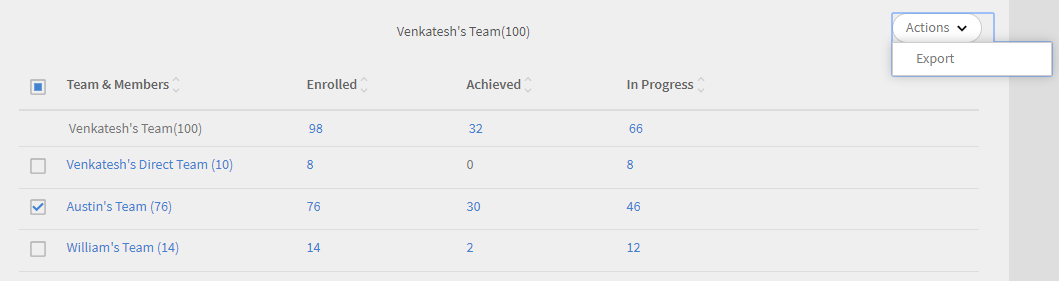 Venkatesh's Team(100)
Actions
Export
Team & Members Enrolled Achieved In Progress
Venkatesh's Team(100) 98 32 66
Venkatesh's Direct Team (10) 8 0 8
Austin's Team (76) 76 30 46
William's Team (14) 14 2 12